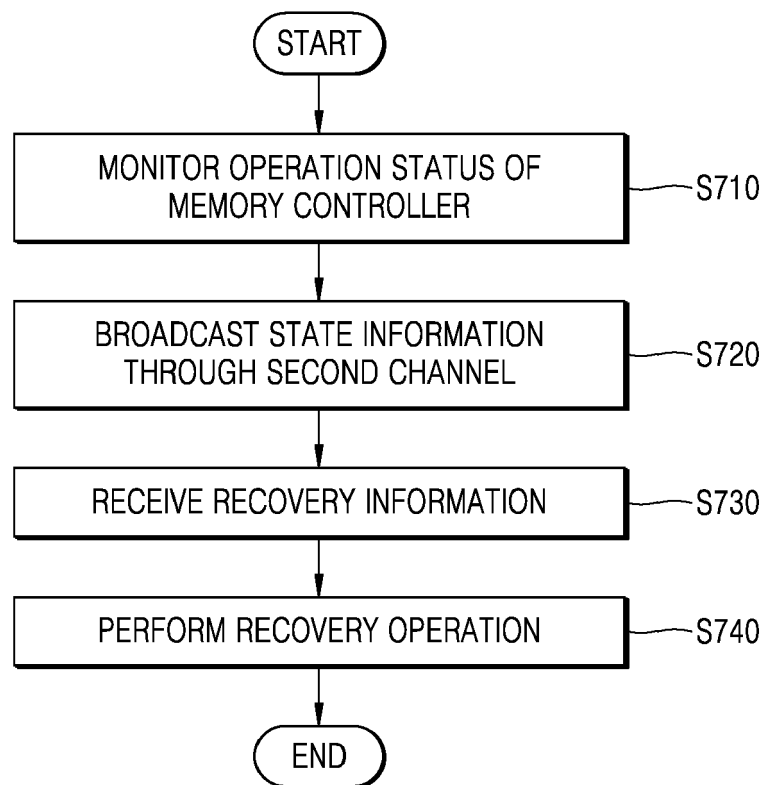 START
MONITOR OPERATION STATUS OF
MEMORY CONTROLLER
S710
BROADCAST STATE INFORMATION
THROUGH SECOND CHANNEL
S720
RECEIVE RECOVERY INFORMATION
S730
PERFORM RECOVERY OPERATION
S740
END